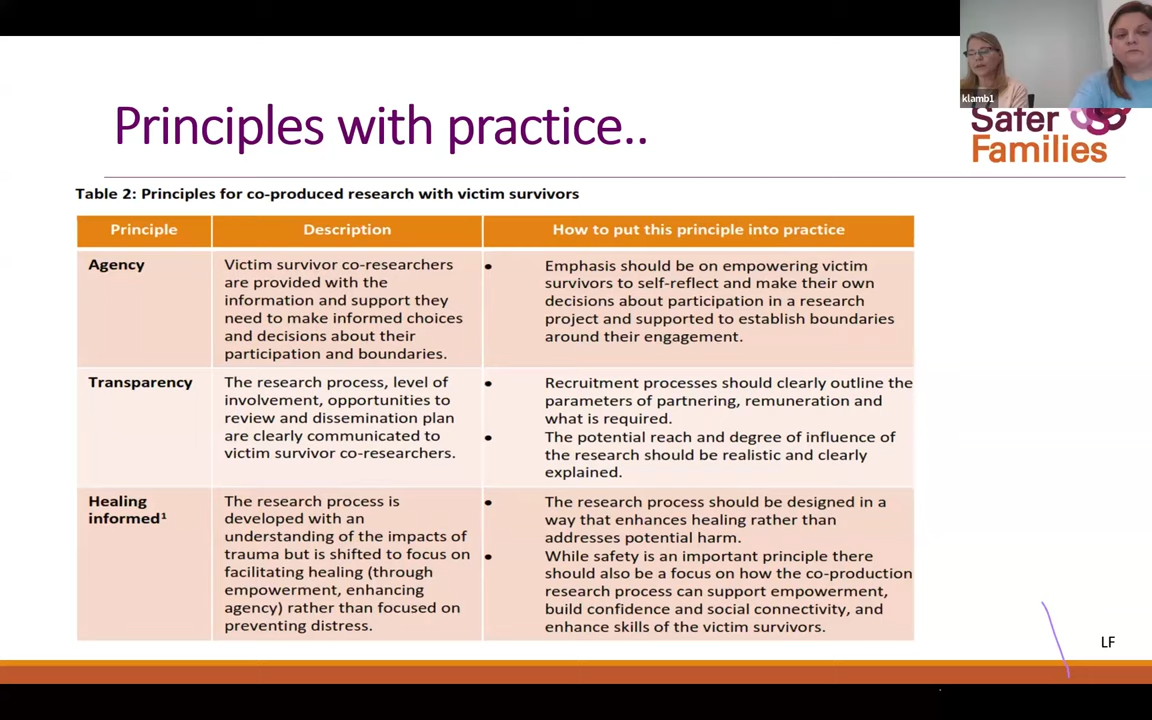 klamb1
Safer
Families
Principles with practice..
Table 2: Principles for co-produced research with victim survivors
Principle
Description
How to put this principle into practice
Agency
Victim survivor co-researchers
are provided with the
information and support they
need to make informed choices
and decisions about their
participation and boundaries.
• Emphasis should be on empowering victim
survivors to self-reflect and make their own
decisions about participation in a research
project and supported to establish boundaries
around their engagement.
Transparency
The research process, level of
involvement, opportunities to
review and dissemination plan
are clearly communicated to
victim survivor co-researchers.
• Recruitment processes should clearly outline the
parameters of partnering, remuneration and
what is required.
• The potential reach and degree of influence of
the research should be realistic and clearly
explained.
Healing
informed¹
The research process is
developed with an
understanding of the impacts of
trauma but is shifted to focus on
facilitating healing (through
empowerment, enhancing
agency) rather than focused on
preventing distress.
• The research process should be designed in a
way that enhances healing rather than
addresses potential harm.
• While safety is an important principle there
should also be a focus on how the co-production
research process can support empowerment,
build confidence and social connectivity, and
enhance skills of the victim survivors.
LF